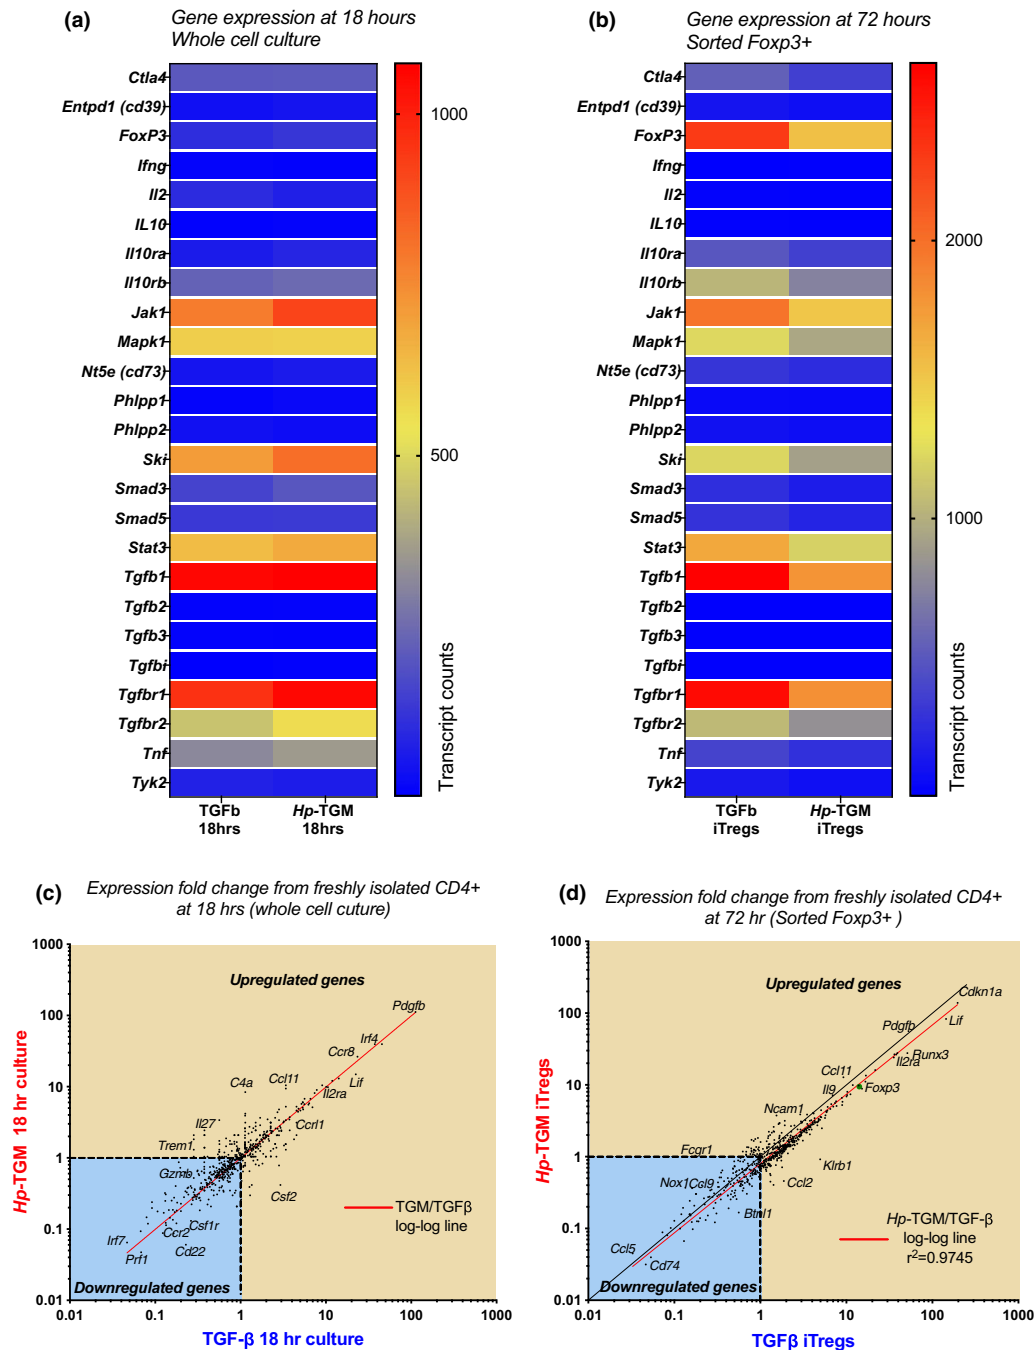 (a)
Gene expression at 18 hours
Whole cell culture
Ctla4
Entpd1 (cd39)
FoxP3
Ifng
Il2
IL10
Il10ra
Il10rb
Jak1
Mapk1
Nt5e (cd73)
Phlpp1
Phlpp2
Ski
Smad3
Smad5
Stat3
Tgfb1
Tgfb2
Tgfb3
Tgfbi
Tgfbr1
Tgfbr2
Tnf
Tyk2
TGFb
18hrs
Hp-TGM
18hrs
1000
500
Transcript counts
(b)
Gene expression at 72 hours
Sorted Foxp3+
Ctla4
Entpd1 (cd39)
FoxP3
Ifng
Il2
IL10
Il10ra
Il10rb
Jak1
Mapk1
Nt5e (cd73)
Phlpp1
Phlpp2
Ski
Smad3
Smad5
Stat3
Tgfb1
Tgfb2
Tgfb3
Tgfbi
Tgfbr1
Tgfbr2
Tnf
Tyk2
TGFb
iTregs
Hp-TGM
iTregs
2000
1000
Transcript counts
(c)
Expression fold change from freshly isolated CD4+
at 18 hrs (whole cell cuture)
Hp-TGM 18 hr culture
1000
100
10
1
0.1
0.01
Upregulated genes
Pdgfb
Irf4
Ccr8
Ccl11
C4a
Lif
Il2ra
Il27
Ccrl1
Trem1
Gzmb
Csf2
Csf1r
Ccr2
Irf7
Prf1
Cd22
TGM/TGFβ
log-log line
Downregulated genes
0.01
0.1
1
10
100
1000
TGF-β 18 hr culture
(d)
Expression fold change from freshly isolated CD4+
at 72 hr (Sorted Foxp3+ )
Hp-TGM iTregs
1000
100
10
1
0.1
0.01
Upregulated genes
Cdkn1a
Pdgfb
Lif
Runx3
Il2ra
Ccl11
Il9
Foxp3
Ncam1
Fcgr1
Klrb1
Nox1
Ccl9
Ccl2
Btnl1
Ccl5
Cd74
Hp-TGM/TGF-β
log-log line
r²=0.9745
Downregulated genes
0.01
0.1
1
10
100
1000
TGFβ iTregs